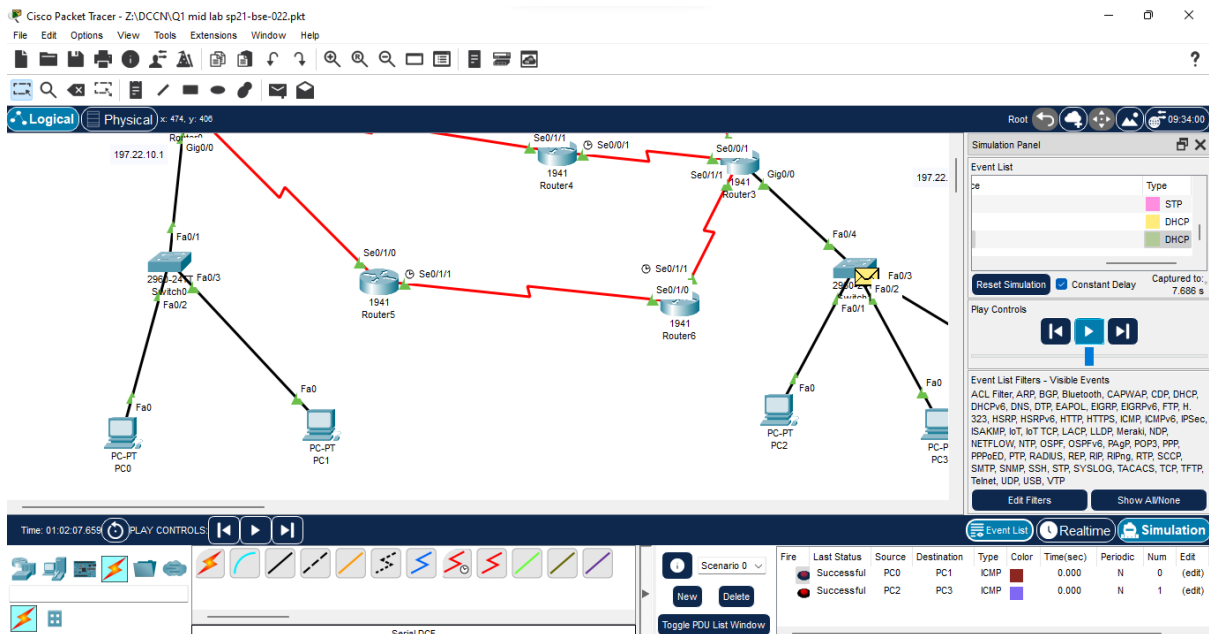 Cisco Packet Tracer - Z:\DCCN\Q1 mid lab sp21-bse-022.pkt
File Edit Options View Tools Extensions Window Help
?
Logical Physical x: 474, y: 406 Root 09:34:00
Gig0/0
197.22.10.1
Fa0/1
Fa0/3
Switch0
Fa0/2
Fa0
PC-PT
PC0
Fa0
PC-PT
PC1
Se0/1/0
Se0/1/1
1941
Router5
Se0/1/1
Se0/0/1
1941
Router4
Se0/0/1
Se0/1/1
1941
Router3
Gig0/0
197.22.
Se0/1/1
Se0/1/0
1941
Router6
Fa0/4
Fa0/3
Fa0/2
Fa0/1
Fa0
PC-PT
PC2
Fa0
PC-P
PC3
Simulation Panel
Event List
Type
STP
DHCP
DHCP
Reset Simulation Constant Delay Captured to:
7.686 s
Play Controls
Event List Filters - Visible Events
ACL Filter, ARP, BGP, Bluetooth, CAPWAP, CDP, DHCP,
DHCPv6, DNS, DTP, EAPOL, EIGRP, EIGRPv6, FTP, H.
323, HSRP, HSRPv6, HTTP, HTTPS, ICMP, ICMPv6, IPSec,
ISAKMP, IoT, IoT TCP, LACP, LLDP, Meraki, NDP,
NETFLOW, NTP, OSPF, OSPFv6, PAgP, POP3, PPP,
PPPoED, PTP, RADIUS, REP, RIP, RIPng, RTP, SCCP,
SMTP, SNMP, SSH, STP, SYSLOG, TACACS, TCP, TFTP,
Telnet, UDP, USB, VTP
Edit Filters Show All/None
Time: 01:02:07.659 PLAY CONTROLS: Event List Realtime Simulation
Scenario 0
New Delete
Toggle PDU List Window
Fire Last Status Source Destination Type Color Time(sec) Periodic Num Edit
Successful PC0 PC1 ICMP 0.000 N 0 (edit)
Successful PC2 PC3 ICMP 0.000 N 1 (edit)